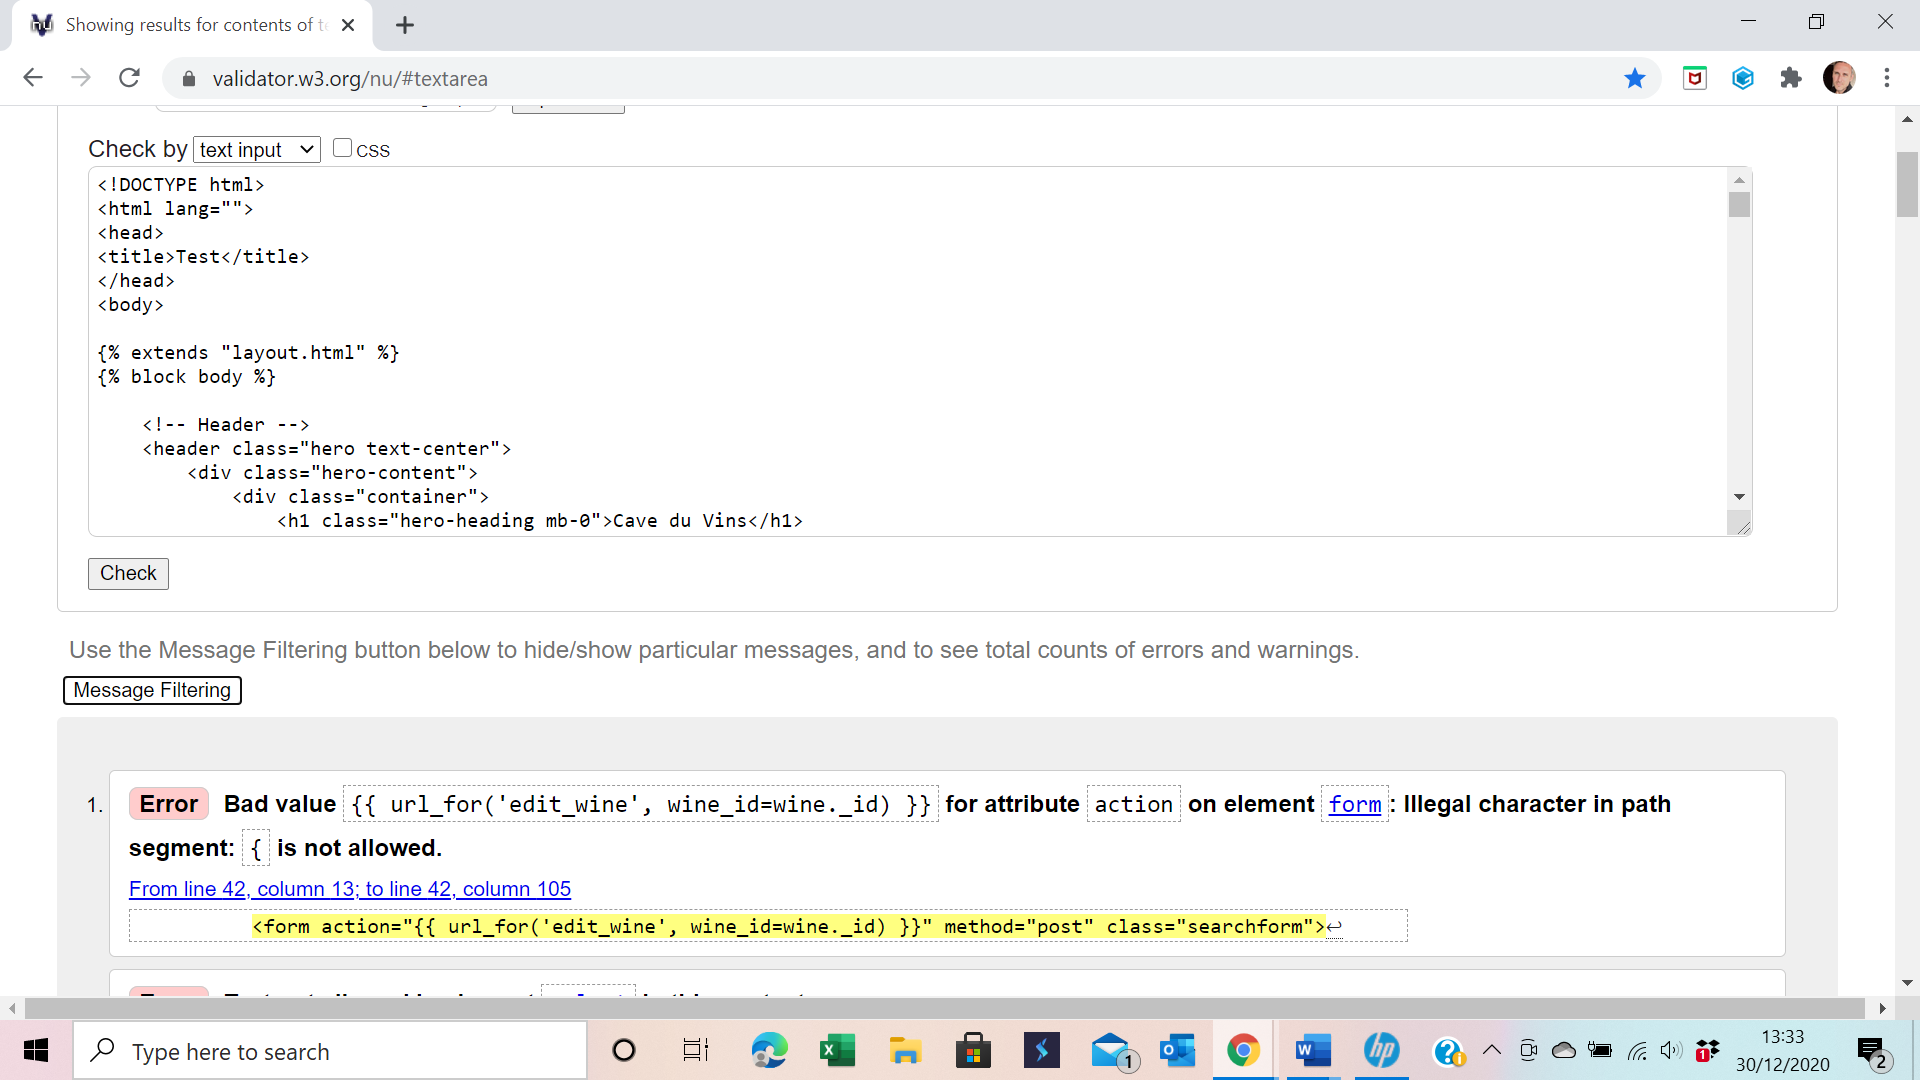 Showing results for contents of te
validator.w3.org/nu/#textarea
Check by text input CSS
<!DOCTYPE html>
<html lang="">
<head>
<title>Test</title>
</head>
<body>
{% extends "layout.html" %}
{% block body %}
<!-- Header -->
<header class="hero text-center">
<div class="hero-content">
<div class="container">
<h1 class="hero-heading mb-0">Cave du Vins</h1>
Check
Use the Message Filtering button below to hide/show particular messages, and to see total counts of errors and warnings.
Message Filtering
1. Error Bad value {{ url_for('edit_wine', wine_id=wine._id) }} for attribute action on element form: Illegal character in path
segment: { is not allowed.
From line 42, column 13; to line 42, column 105
<form action="{{ url_for('edit_wine', wine_id=wine._id) }}" method="post" class="searchform">↩
Type here to search
1
1
13:33
30/12/2020
2